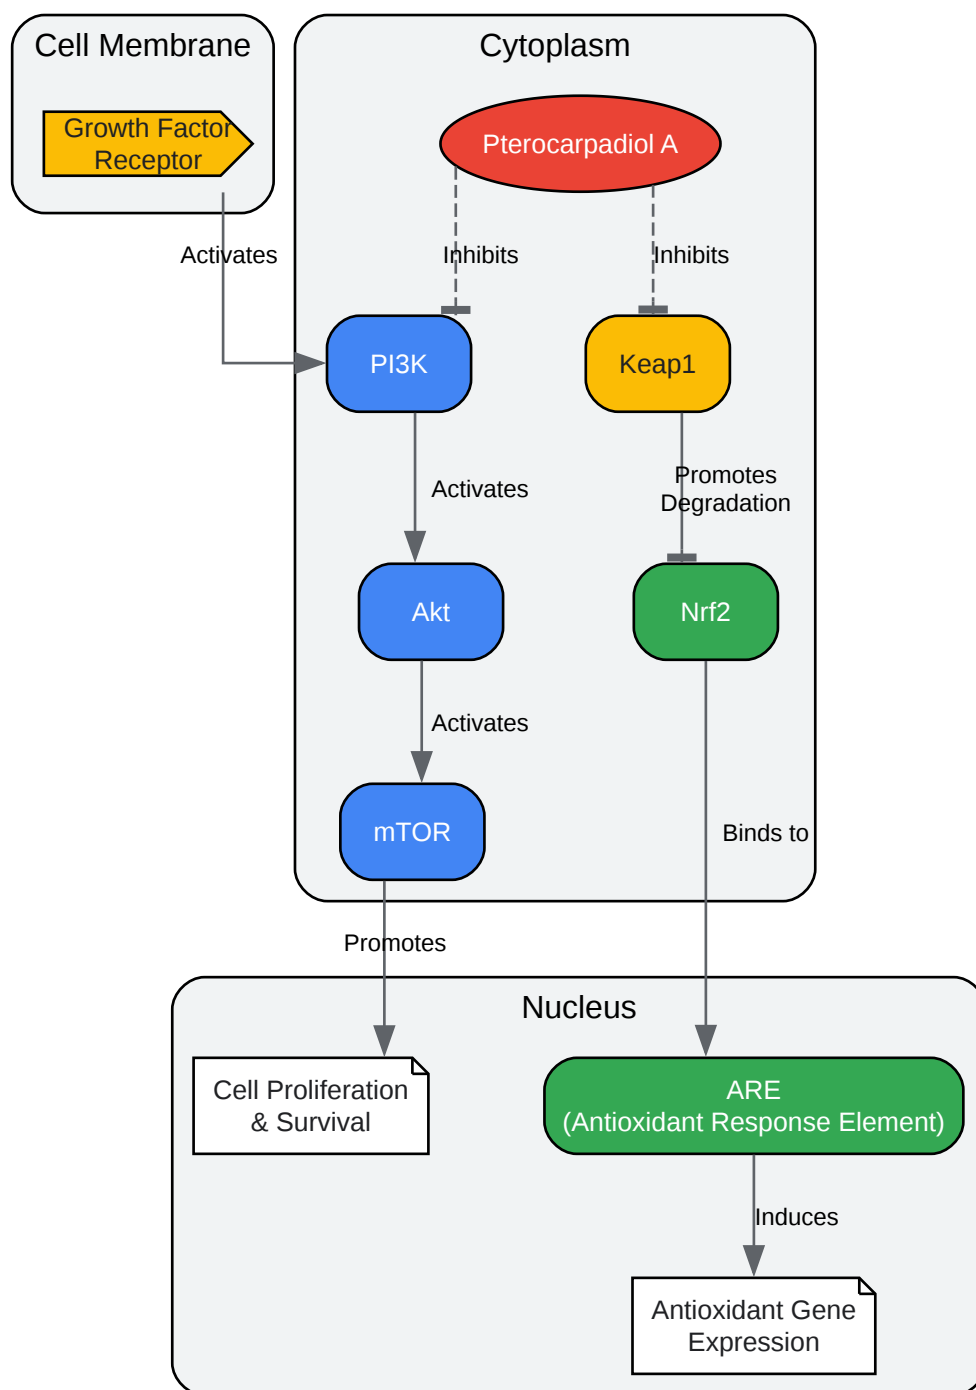 Cell Membrane
Growth Factor
Receptor
Activates
Cytoplasm
Pterocarpadiol A
Inhibits
Inhibits
PI3K
Keap1
Activates
Promotes
Degradation
Akt
Nrf2
Activates
mTOR
Binds to
Promotes
Nucleus
Cell Proliferation
& Survival
ARE
(Antioxidant Response Element)
Induces
Antioxidant Gene
Expression